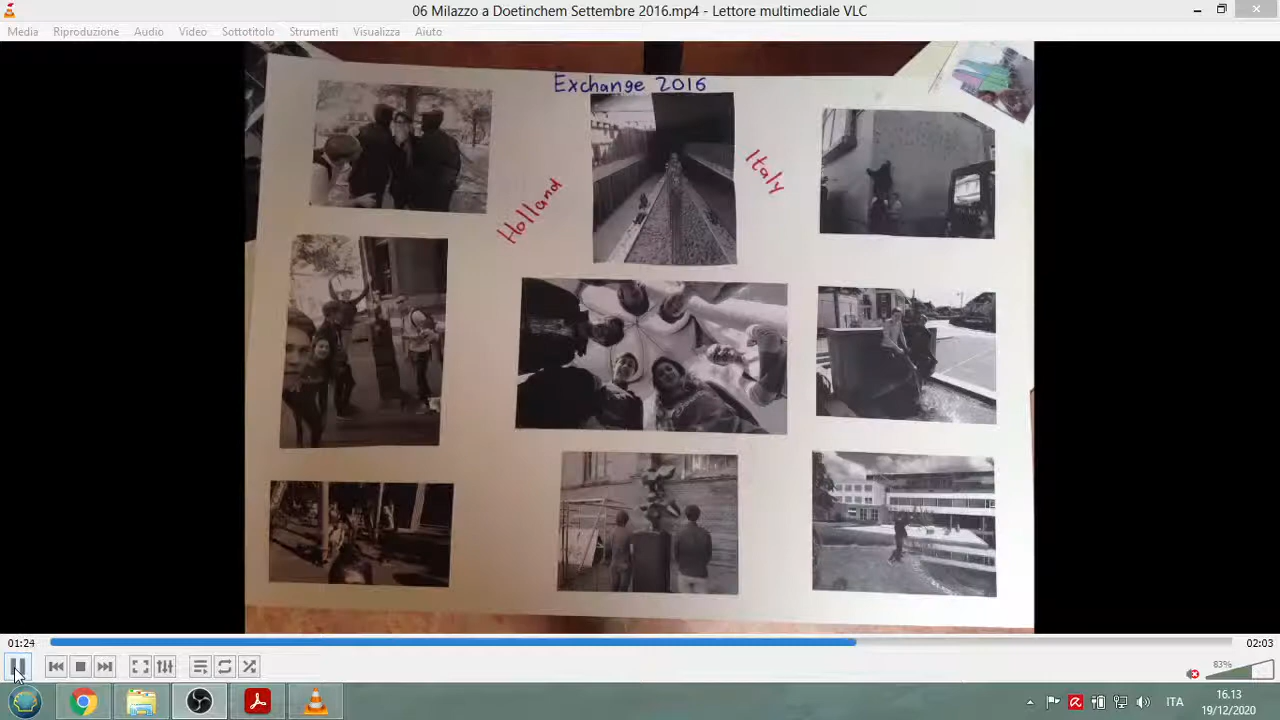 06 Milazzo a Doetinchem Settembre 2016.mp4 - Lettore multimediale VLC
Media Riproduzione Audio Video Sottotitolo Strumenti Visualizza Aiuto
Exchange 2016
Holland
Italy
01:24
02:03
83%
ITA
16.13
19/12/2020